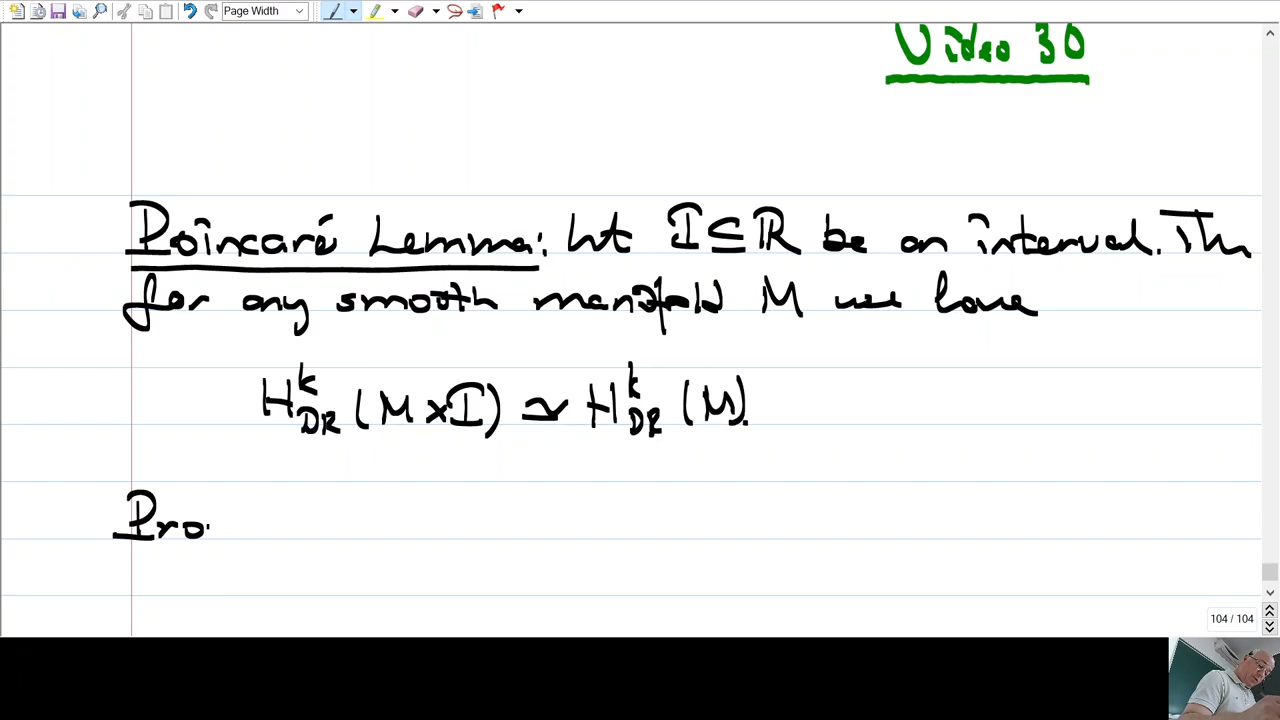 Page Width
Video 30
Poincaré Lemma: let I ⊆ ℝ be an interval. Then
for any smooth manifold M we have
H^k_DR (M × I) ≃ H^k_DR (M).
Pro
104 / 104